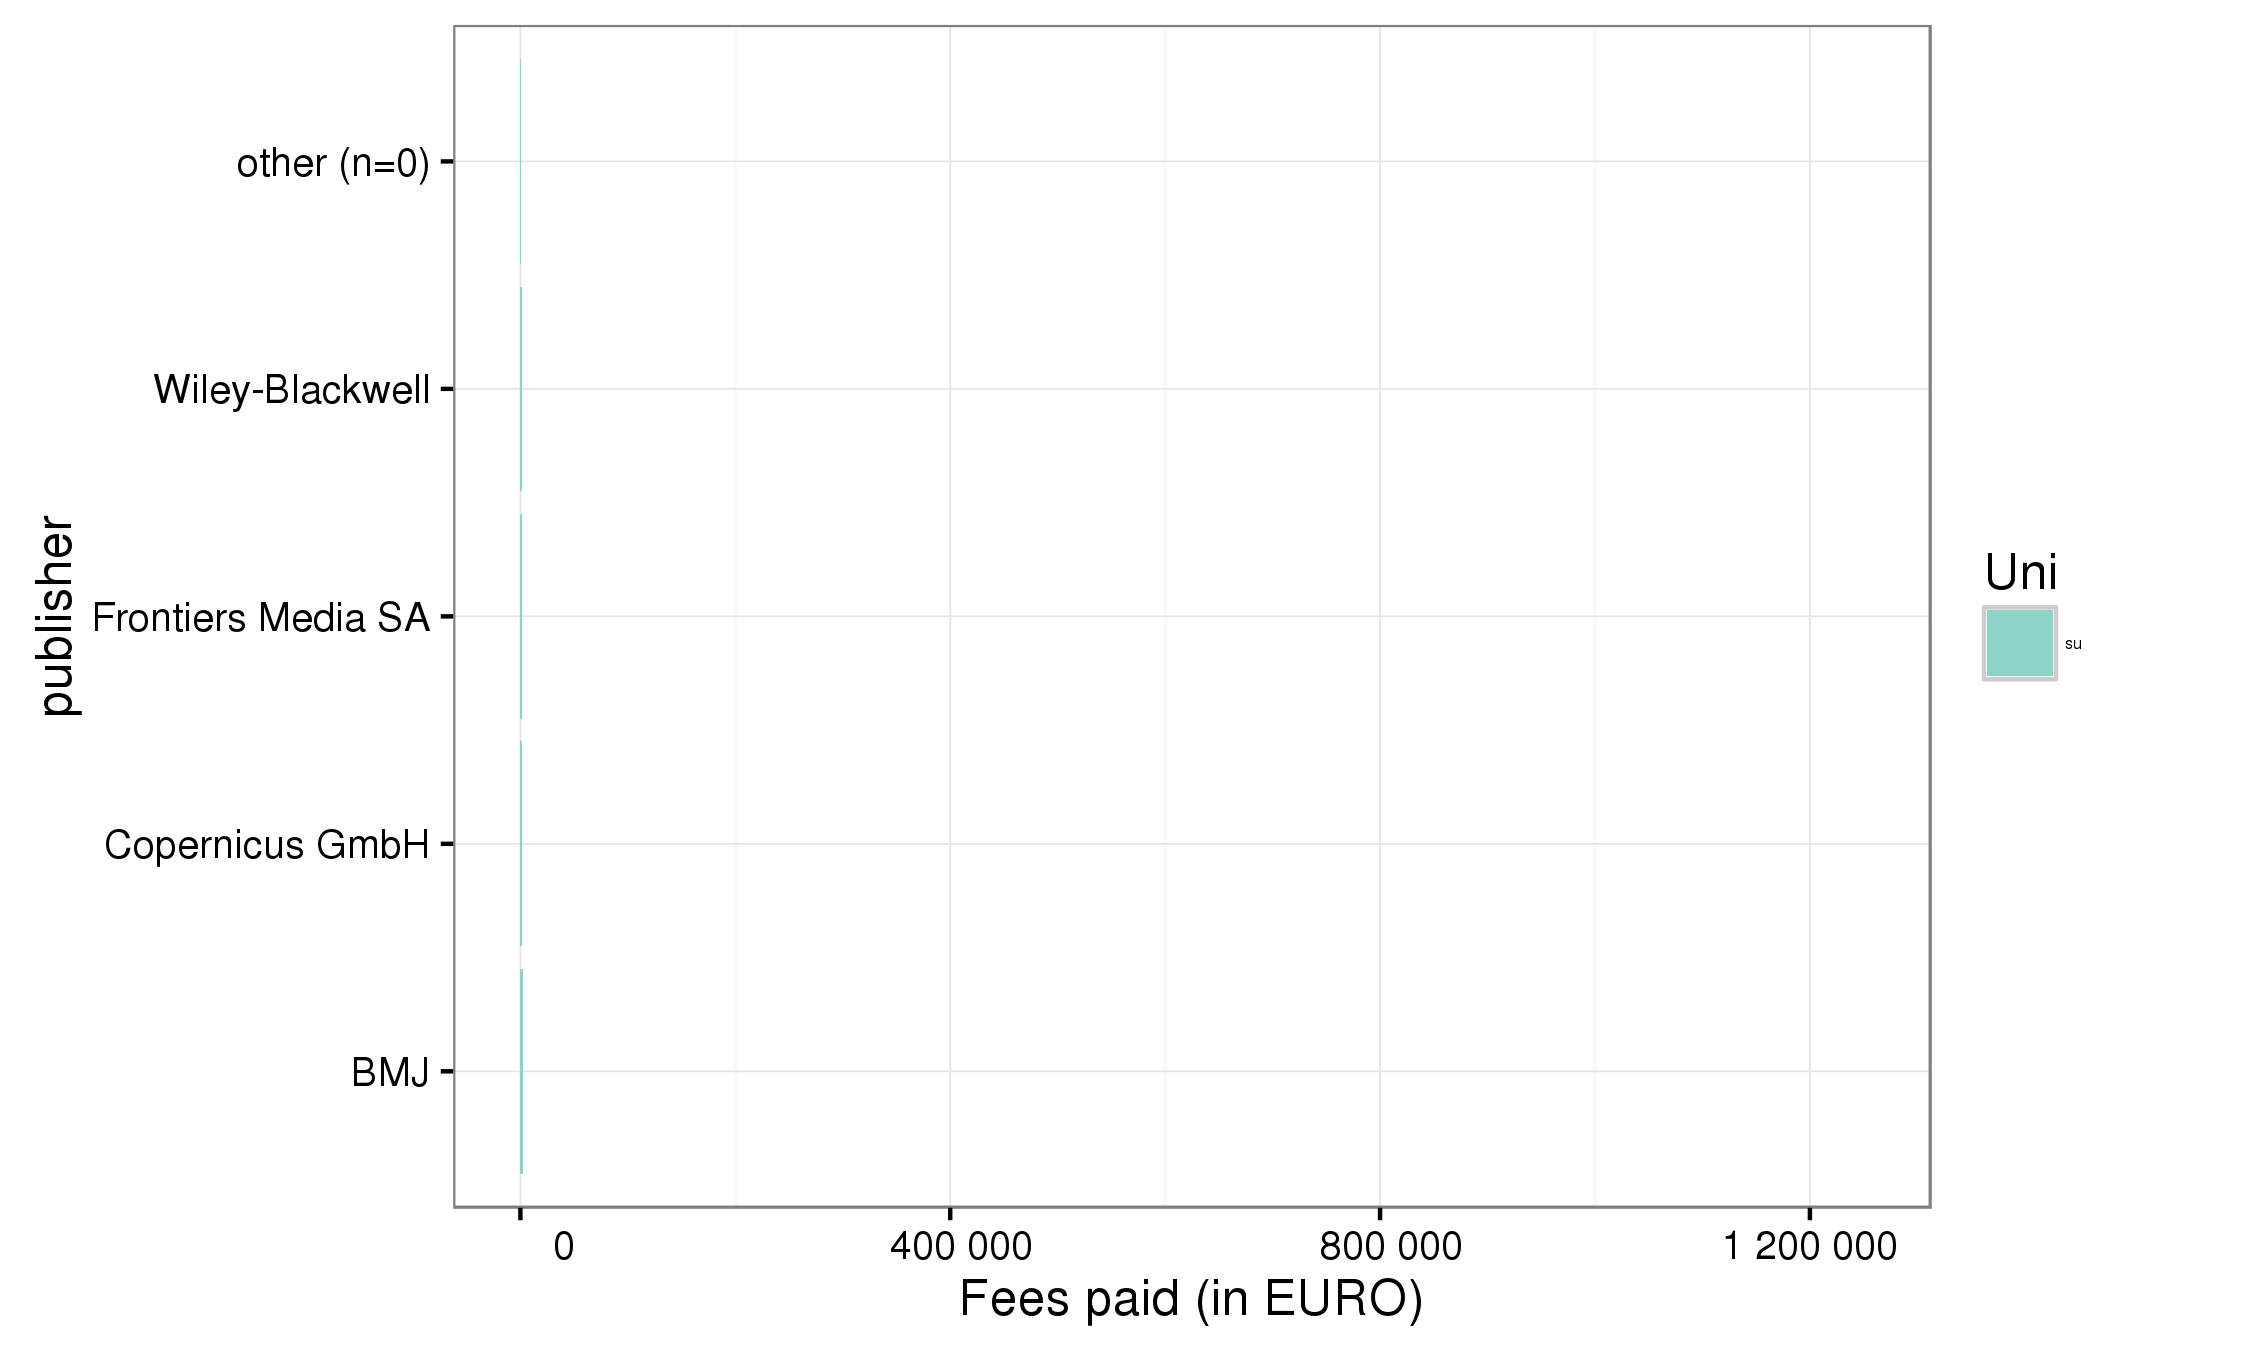 other (n=0)
Wiley-Blackwell
Frontiers Media SA
Copernicus GmbH
BMJ
publisher
0
400 000
800 000
1 200 000
Fees paid (in EURO)
Uni
su